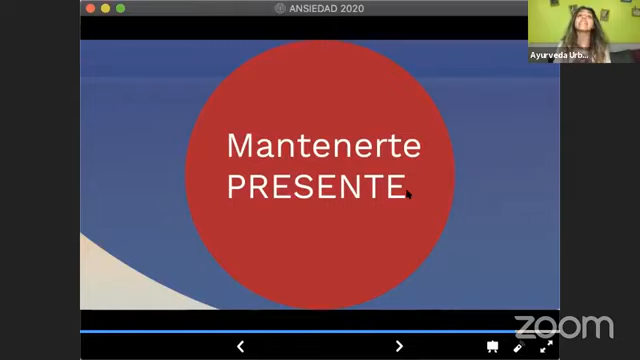 ANSIEDAD 2020
Ayurveda Urb...
Mantenerte
PRESENTE
zoom